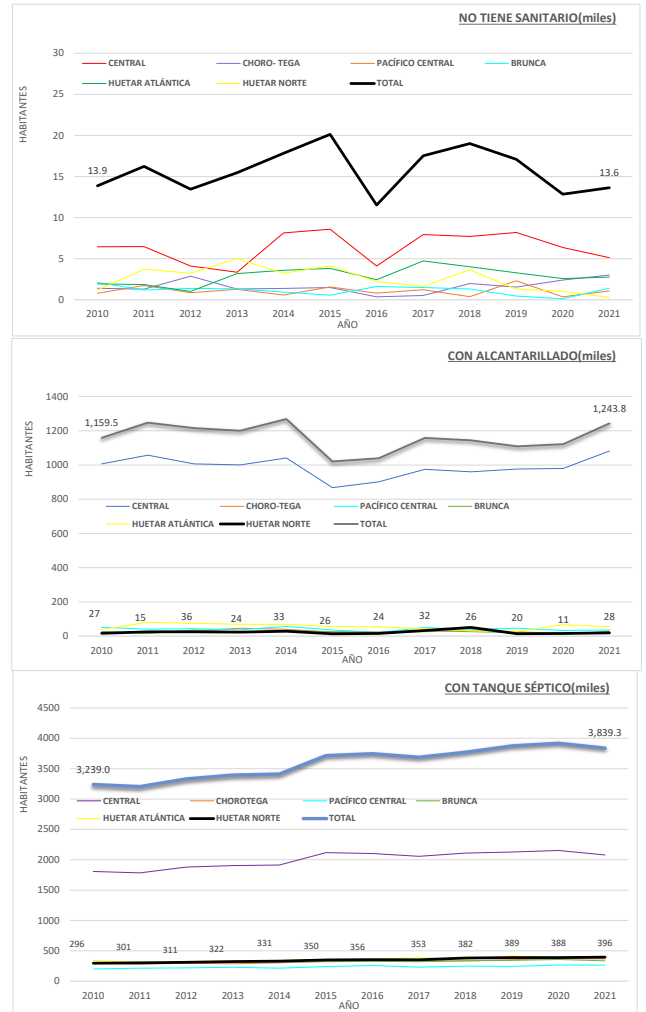 NO TIENE SANITARIO(miles)
30
CENTRAL CHORO- TEGA PACÍFICO CENTRAL BRUNCA
HUETAR ATLÁNTICA HUETAR NORTE TOTAL
25
HABITANTES
20
15
10
5
0
13.9
13.6
2010 2011 2012 2013 2014 2015 2016 2017 2018 2019 2020 2021
AÑO
CON ALCANTARILLADO(miles)
1400
1200
1000
800
600
400
200
0
HABITANTES
1,159.5
1,243.8
CENTRAL CHORO-TEGA PACÍFICO CENTRAL BRUNCA
HUETAR ATLÁNTICA HUETAR NORTE TOTAL
27 15 36 24 33 26 24 32 26 20 11 28
2010 2011 2012 2013 2014 2015 2016 2017 2018 2019 2020 2021
AÑO
CON TANQUE SÉPTICO(miles)
4500
4000
3500
3000
2500
2000
1500
1000
500
0
HABITANTES
3,239.0
3,839.3
CENTRAL CHOROTEGA PACÍFICO CENTRAL BRUNCA
HUETAR ATLÁNTICA HUETAR NORTE TOTAL
296 301 311 322 331 350 356 353 382 389 388 396
2010 2011 2012 2013 2014 2015 2016 2017 2018 2019 2020 2021
AÑO